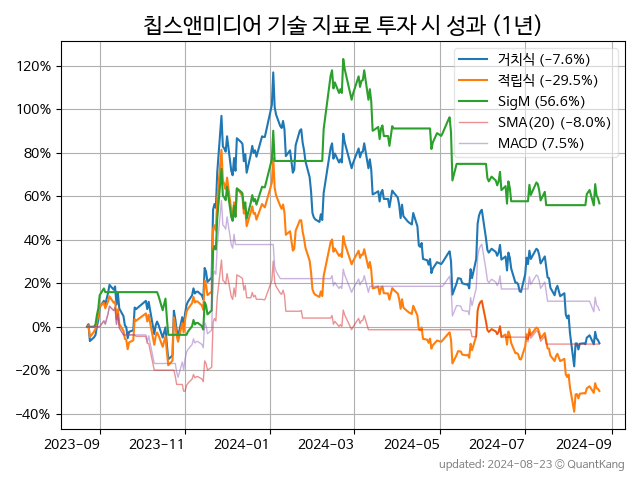 칩스앤미디어 기술 지표로 투자 시 성과 (1년)
거치식 (−7.6%)
적립식 (−29.5%)
SigM (56.6%)
SMA(20) (−8.0%)
MACD (7.5%)
120%
100%
80%
60%
40%
20%
0%
−20%
−40%
2023-09
2023-11
2024-01
2024-03
2024-05
2024-07
2024-09
updated: 2024-08-23 © QuantKang